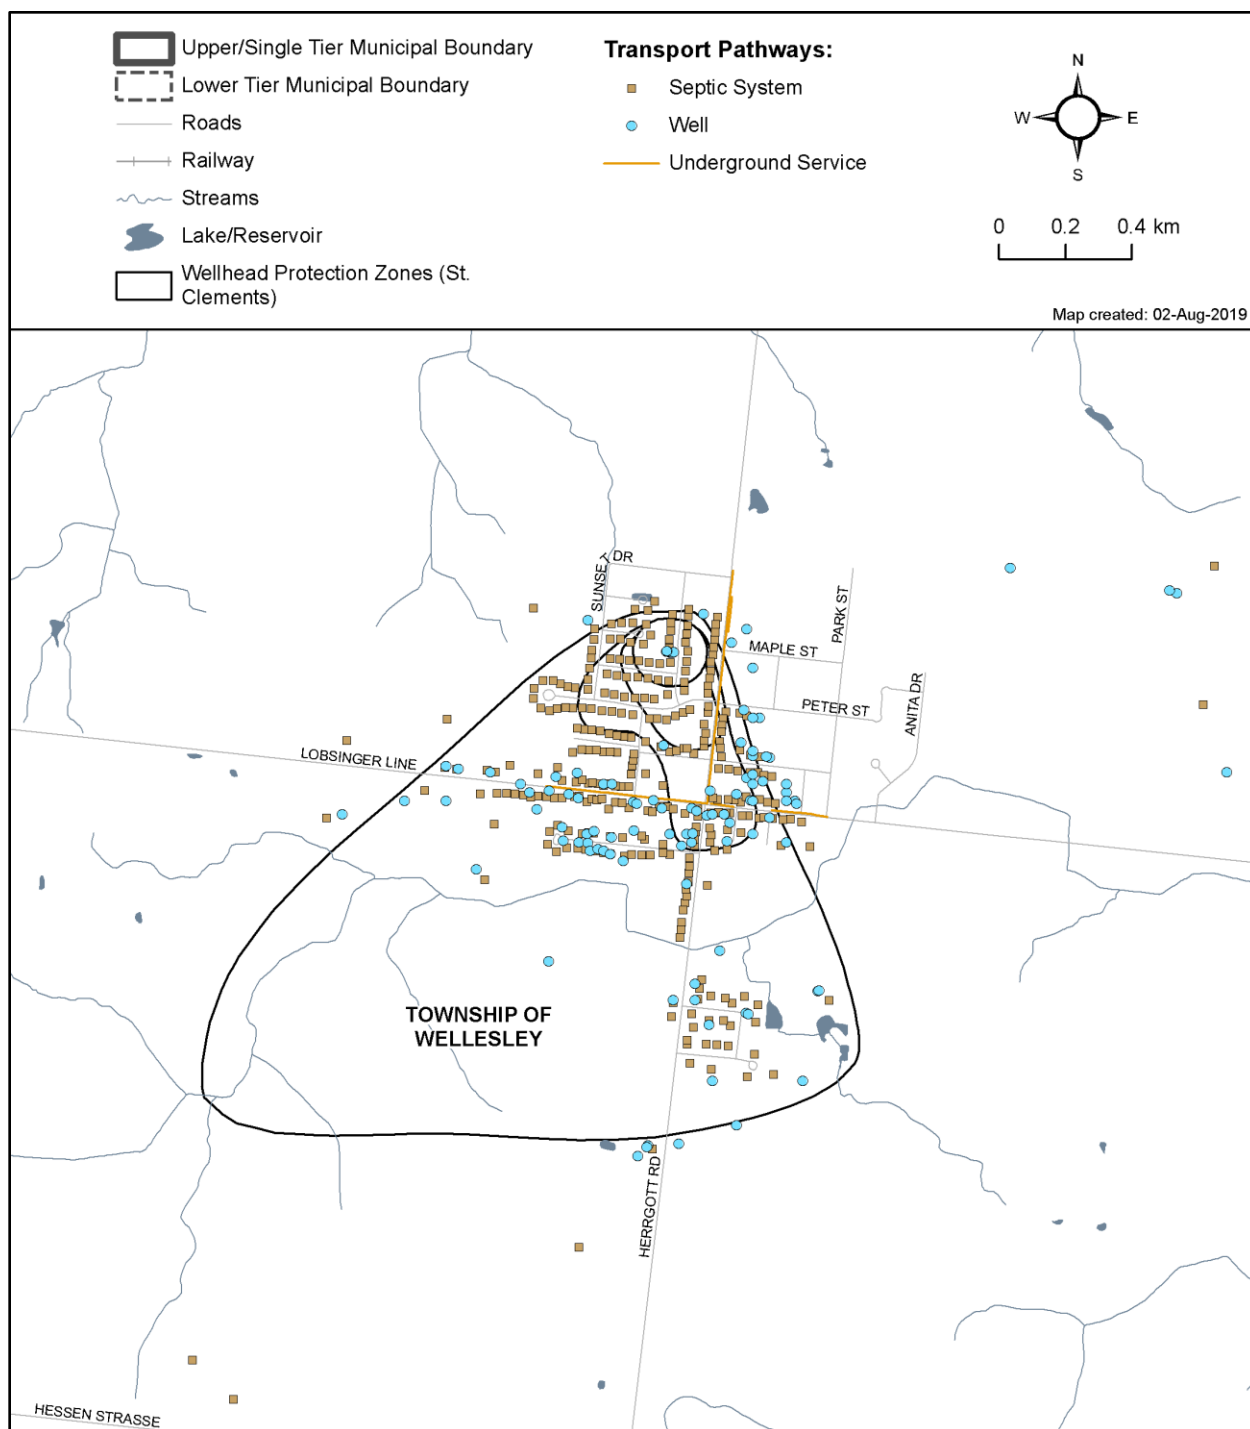 Upper/Single Tier Municipal Boundary
Lower Tier Municipal Boundary
Roads
Railway
Streams
Lake/Reservoir
Wellhead Protection Zones (St.
Clements)
Transport Pathways:
Septic System
Well
Underground Service
N
W
E
S
0 0.2 0.4 km
Map created: 02-Aug-2019
SUNSET DR
PARK ST
MAPLE ST
PETER ST
ANITA DR
LOBSINGER LINE
TOWNSHIP OF
WELLESLEY
HERRGOTT RD
HESSEN STRASSE